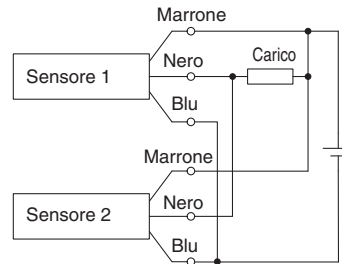 Marrone
Nero
Carico
Sensore 1
Blu
Marrone
Nero
Sensore 2
Blu